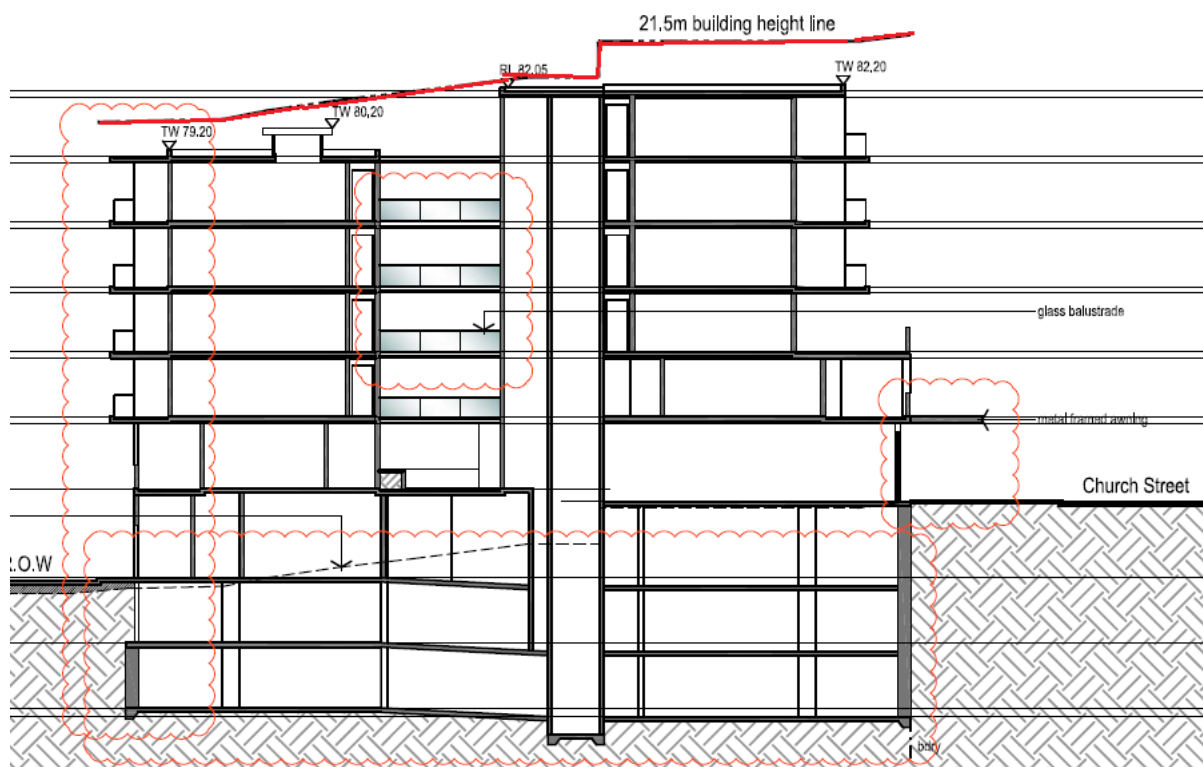 21.5m building height line
RL 82.05
TW 82,20
TW 80,20
TW 79.20
glass balustrade
metal framed awning
Church Street
R.O.W
bdry